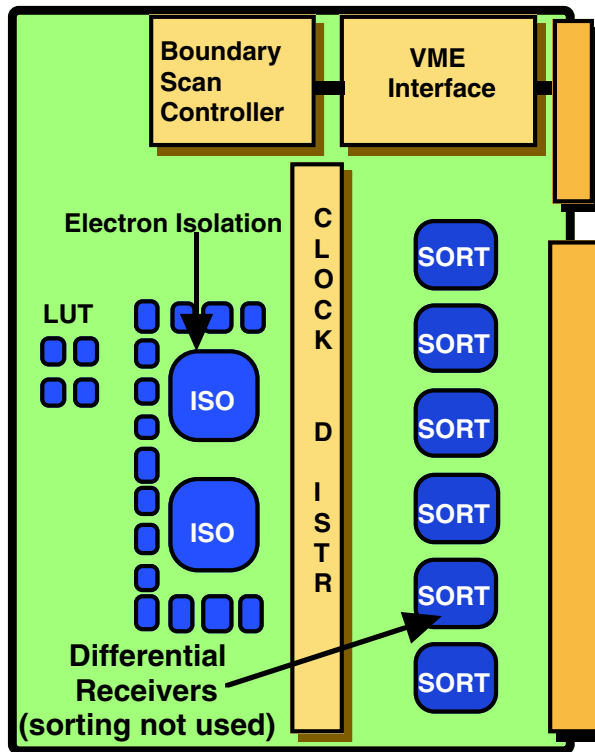 Boundary
Scan
Controller
VME
Interface
Electron Isolation
LUT
ISO
ISO
C
L
O
C
K
D
I
S
T
R
SORT
SORT
SORT
SORT
SORT
SORT
Differential
Receivers
(sorting not used)